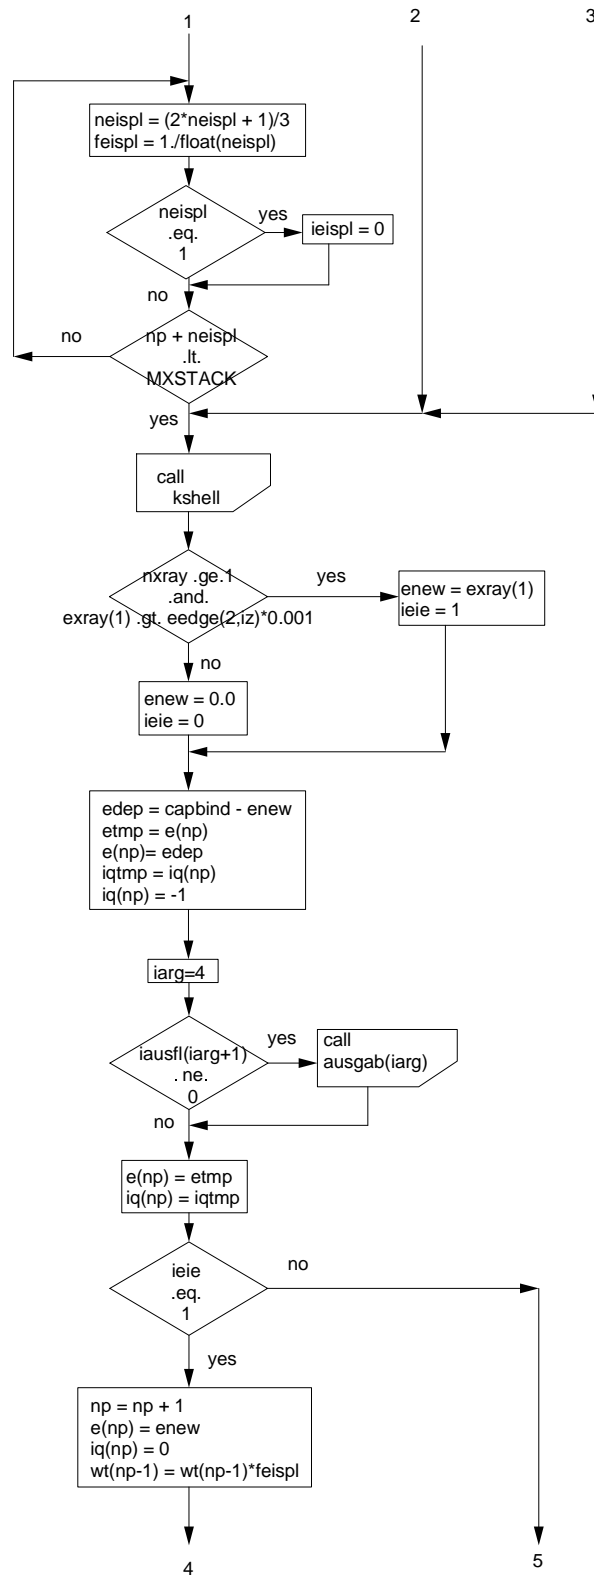 1
2
3
neispl = (2*neispl + 1)/3
feispl = 1./float(neispl)
neispl
.eq.
1
yes
ieispl = 0
no
np + neispl
.lt.
MXSTACK
no
yes
call
kshell
nxray .ge.1
.and.
exray(1) .gt. eedge(2,iz)*0.001
yes
enew = exray(1)
ieie = 1
no
enew = 0.0
ieie = 0
edep = capbind - enew
etmp = e(np)
e(np)= edep
iqtmp = iq(np)
iq(np) = -1
iarg=4
iausfl(iarg+1)
. ne.
0
yes
call
ausgab(iarg)
no
e(np) = etmp
iq(np) = iqtmp
ieie
.eq.
1
no
yes
np = np + 1
e(np) = enew
iq(np) = 0
wt(np-1) = wt(np-1)*feispl
4
5